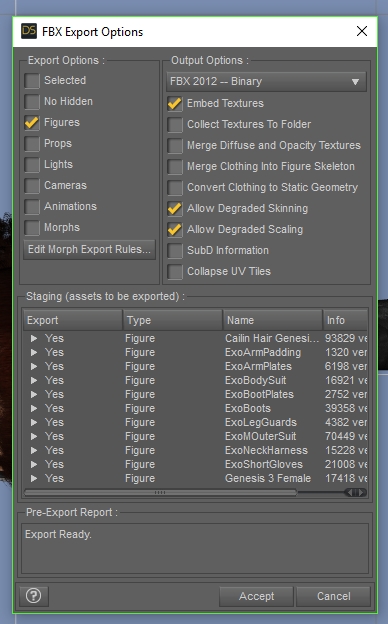 DS FBX Export Options
Export Options :
Selected
No Hidden
Figures
Props
Lights
Cameras
Animations
Morphs
Edit Morph Export Rules...
Output Options :
FBX 2012 -- Binary
Embed Textures
Collect Textures To Folder
Merge Diffuse and Opacity Textures
Merge Clothing Into Figure Skeleton
Convert Clothing to Static Geometry
Allow Degraded Skinning
Allow Degraded Scaling
SubD Information
Collapse UV Tiles
Staging (assets to be exported) :
Export Type Name Info
Yes Figure Cailin Hair Genesi... 93829 ve
Yes Figure ExoArmPadding 1320 ver
Yes Figure ExoArmPlates 6198 ver
Yes Figure ExoBodySuit 16921 ve
Yes Figure ExoBootPlates 2752 ver
Yes Figure ExoBoots 39358 ve
Yes Figure ExoLegGuards 4382 ver
Yes Figure ExoMOuterSuit 70449 ve
Yes Figure ExoNeckHarness 15228 ve
Yes Figure ExoShortGloves 21008 ve
Yes Figure Genesis 3 Female 17418 ve
Pre-Export Report :
Export Ready.
? Accept Cancel